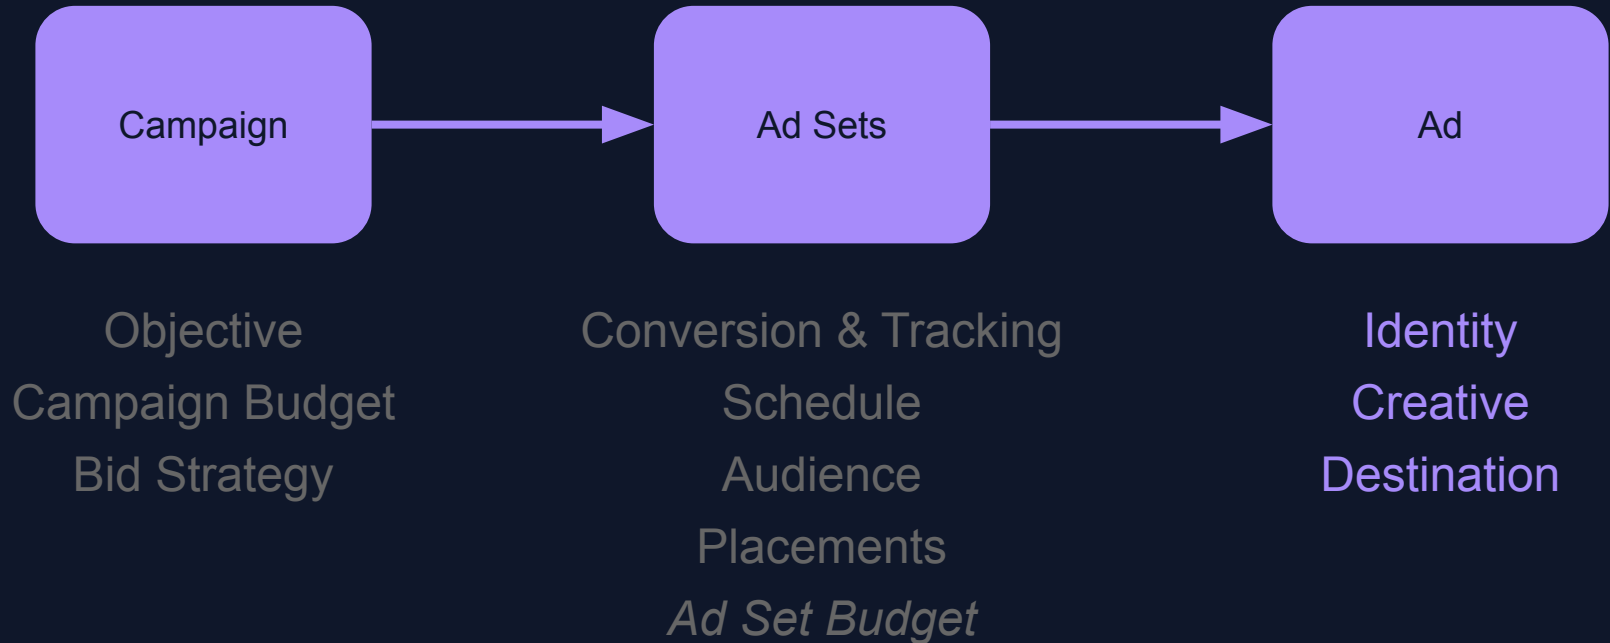 Campaign
Ad Sets
Ad
Objective
Campaign Budget
Bid Strategy
Conversion & Tracking
Schedule
Audience
Placements
Ad Set Budget
Identity
Creative
Destination